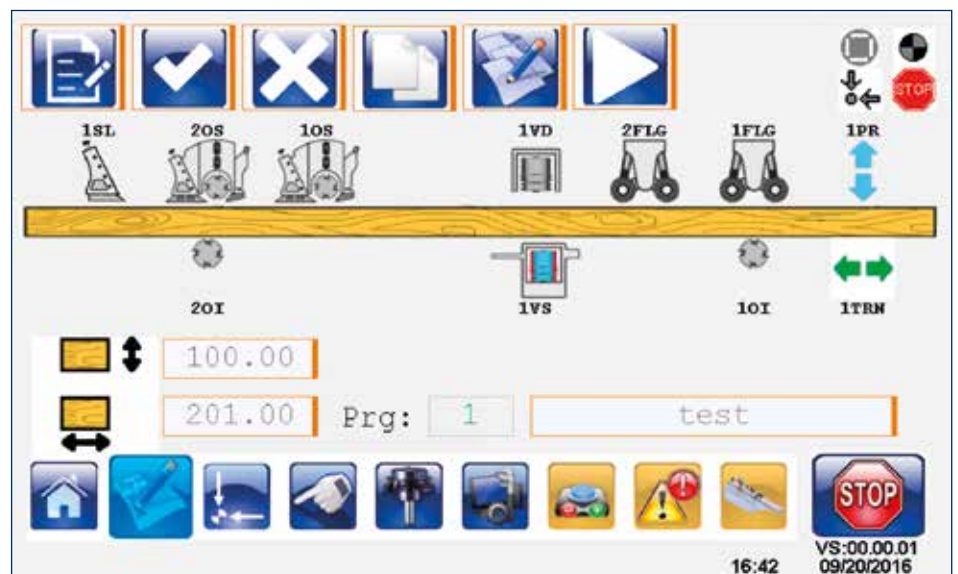 STOP
1SL 2OS 1OS 1VD 2FLG 1FLG 1PR
2OI 1VS 1OI 1TRN
100.00
201.00 Prg: 1 test
STOP
VS:00.00.01
16:42 09/20/2016